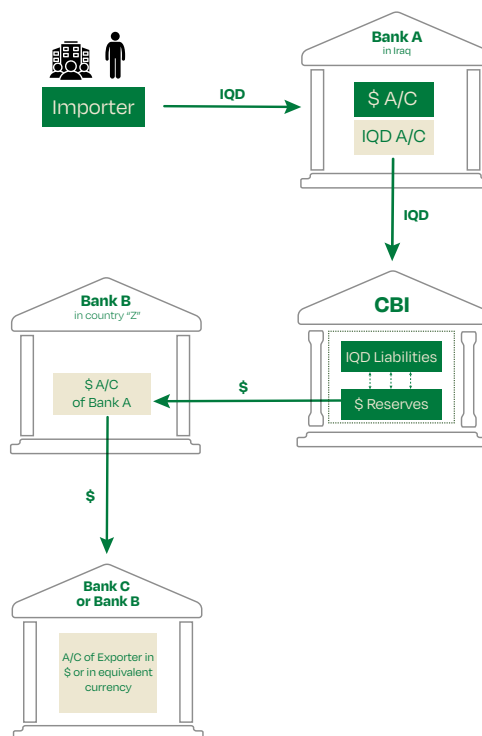 Importer
IQD
Bank A
in Iraq
$ A/C
IQD A/C
IQD
CBI
IQD Liabilities
$ Reserves
$
Bank B
in country “Z”
$ A/C
of Bank A
$
Bank C
or Bank B
A/C of Exporter in
$ or in equivalent
currency